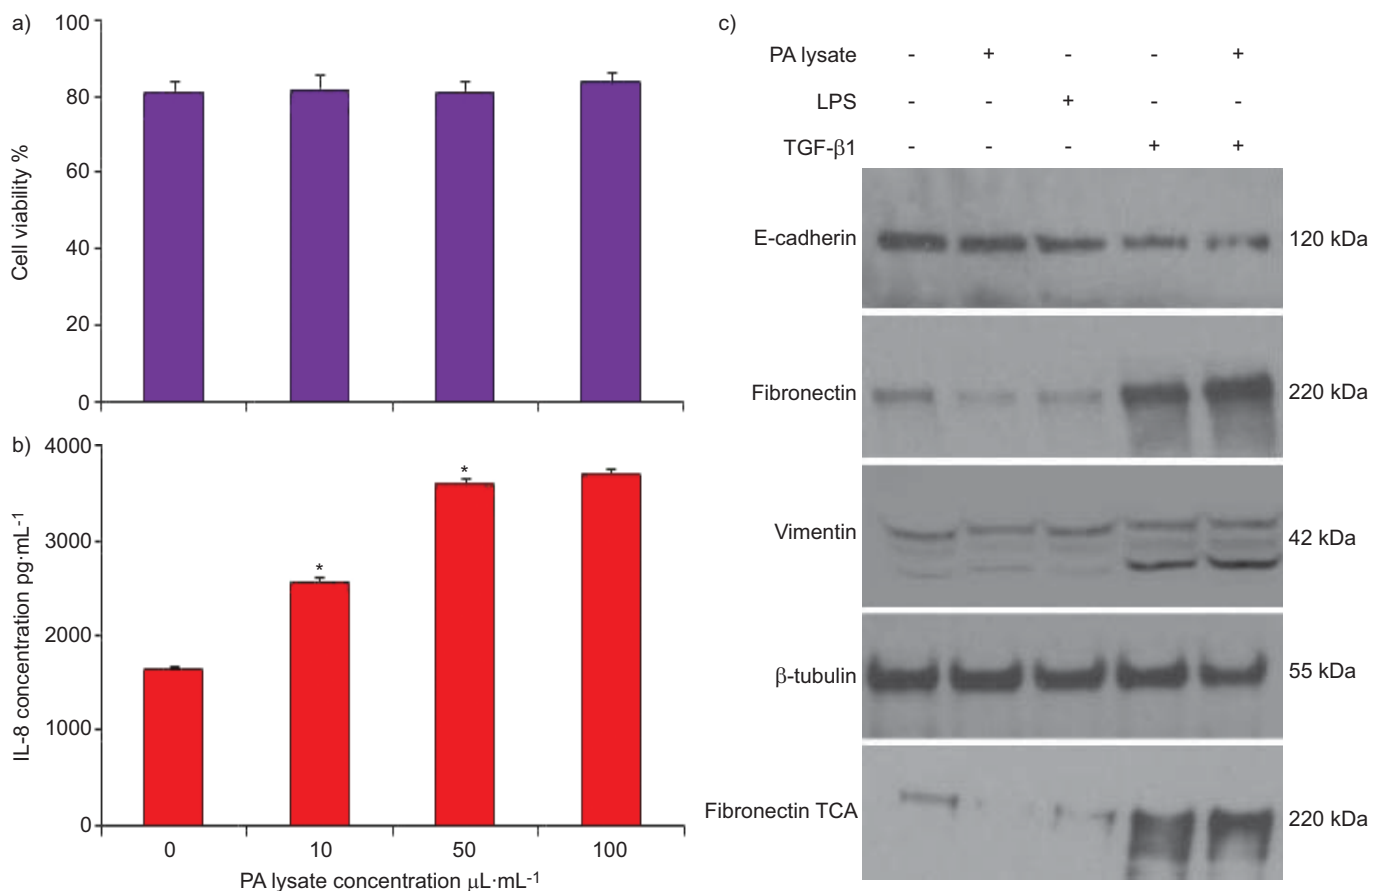 a)
100
80
60
40
20
0
Cell viability %
b)
4000
3000
2000
1000
0
IL-8 concentration pg·mL-1
*
*
0 10 50 100
PA lysate concentration µL·mL-1
c)
PA lysate - + - - +
LPS - - + - -
TGF-β1 - - - + +
E-cadherin 120 kDa
Fibronectin 220 kDa
Vimentin 42 kDa
β-tubulin 55 kDa
Fibronectin TCA 220 kDa